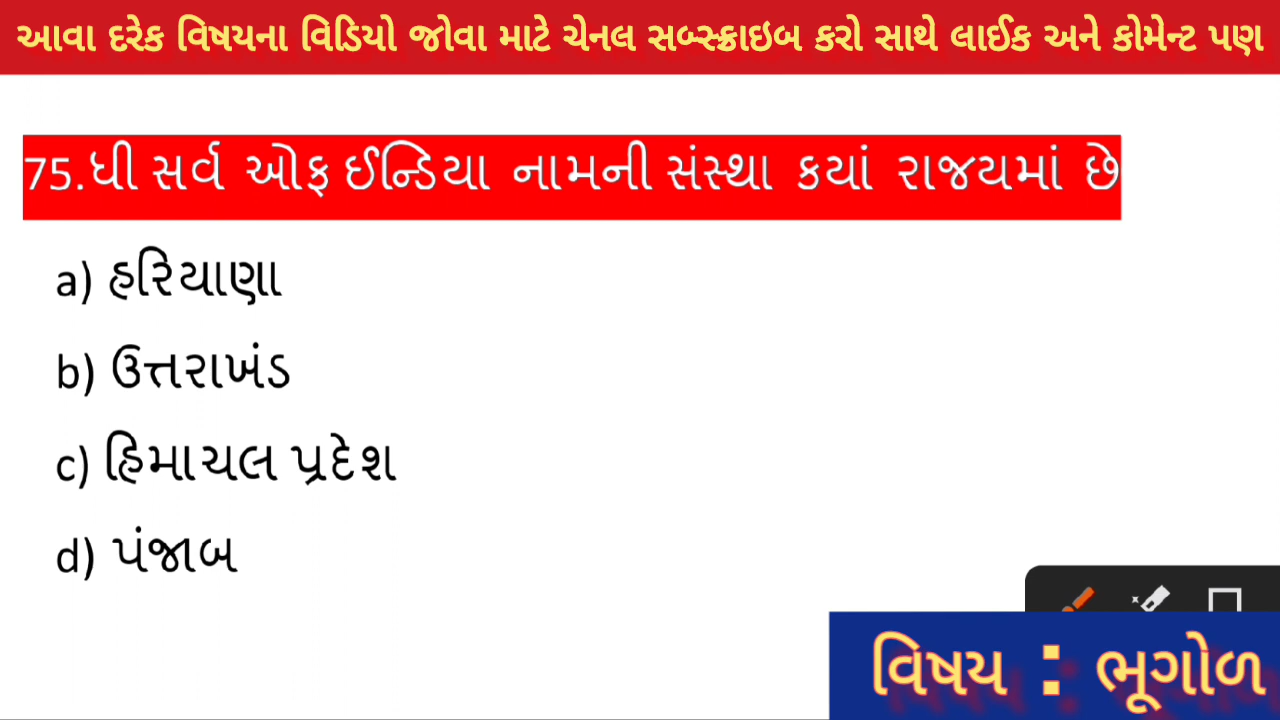 આવા દરેક વિષયના વિડિયો જોવા માટે ચેનલ સબ્સ્ક્રાઇબ કરો સાથે લાઈક અને કોમેન્ટ પણ
75.ધી સર્વ ઓફ ઈન્ડિયા નામની સંસ્થા કયાં રાજયમાં છે
a) હરિયાણા
b) ઉત્તરાખંડ
c) હિમાચલ પ્રદેશ
d) પંજાબ
વિષય : ભૂગોળ